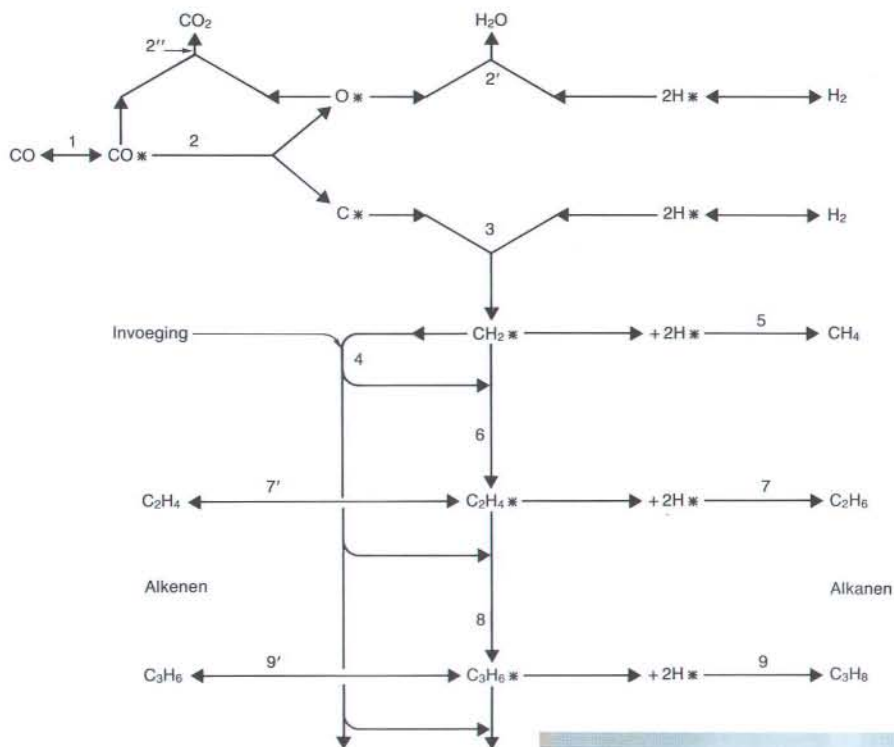 CO₂ H₂O
2′′
2′
O* 2H* H₂
CO 1 CO* 2
C* 2H* H₂
3
Invoeging CH₂* +2H* 5 CH₄
4
6
C₂H₄ 7′ C₂H₄* +2H* 7 C₂H₆
Alkenen Alkanen
8
C₃H₆ 9′ C₃H₆* +2H* 9 C₃H₈